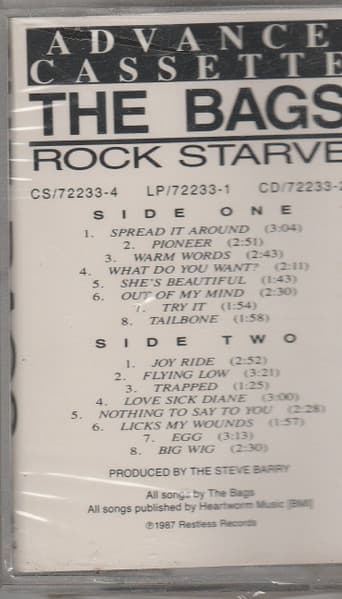 ADVANCE
CASSETTE
THE BAGS
ROCK STARVE
CS/72233-4 LP/72233-1 CD/72233-2
SIDE ONE
1. SPREAD IT AROUND (3:04)
2. PIONEER (2:51)
3. WARM WORDS (2:43)
4. WHAT DO YOU WANT? (2:11)
5. SHE'S BEAUTIFUL (1:43)
6. OUT OF MY MIND (2:30)
7. TRY IT (1:54)
8. TAILBONE (1:58)
SIDE TWO
1. JOY RIDE (2:52)
2. FLYING LOW (3:21)
3. TRAPPED (1:25)
4. LOVE SICK DIANE (3:00)
5. NOTHING TO SAY TO YOU (2:28)
6. LICKS MY WOUNDS (1:57)
7. EGG (3:13)
8. BIG WIG (2:30)
PRODUCED BY THE STEVE BARRY
All songs by The Bags
All songs published by Heartworm Music [BMI]
℗1987 Restless Records